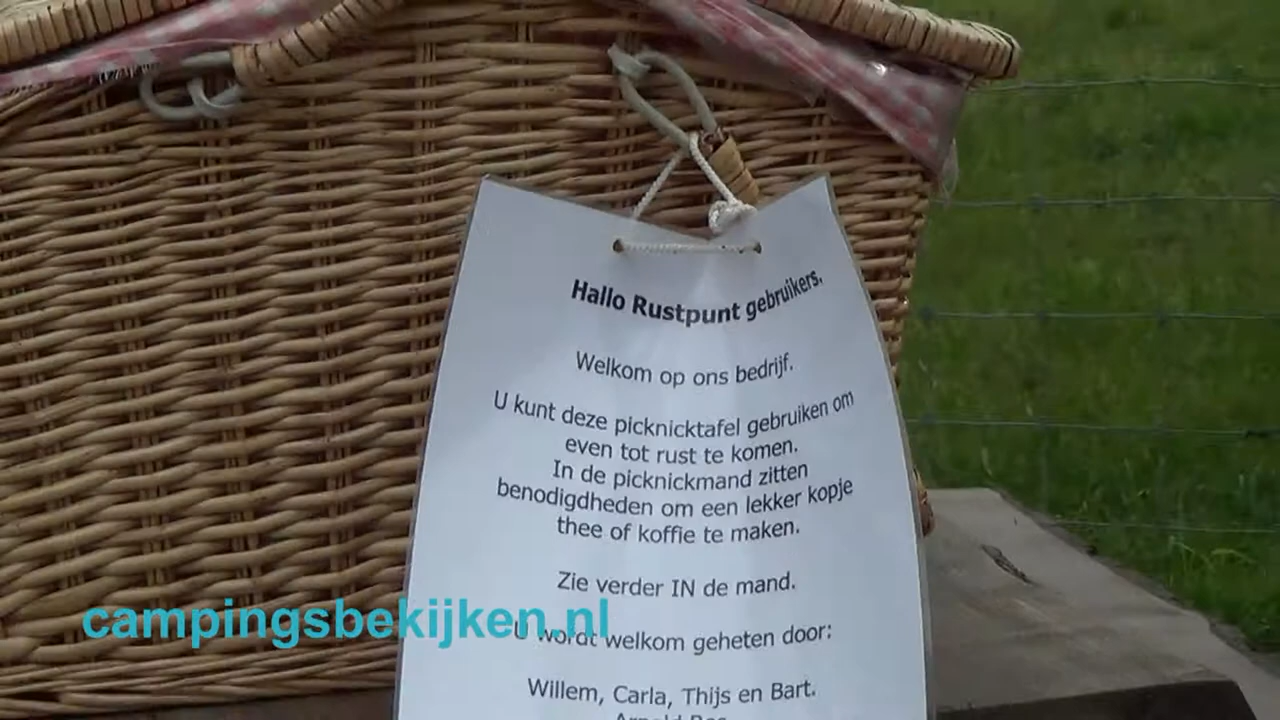 Hallo Rustpunt gebruikers.
Welkom op ons bedrijf.
U kunt deze picknicktafel gebruiken om
even tot rust te komen.
In de picknickmand zitten
benodigdheden om een lekker kopje
thee of koffie te maken.
Zie verder IN de mand.
campingsbekijken.nl
U wordt welkom geheten door:
Willem, Carla, Thijs en Bart.